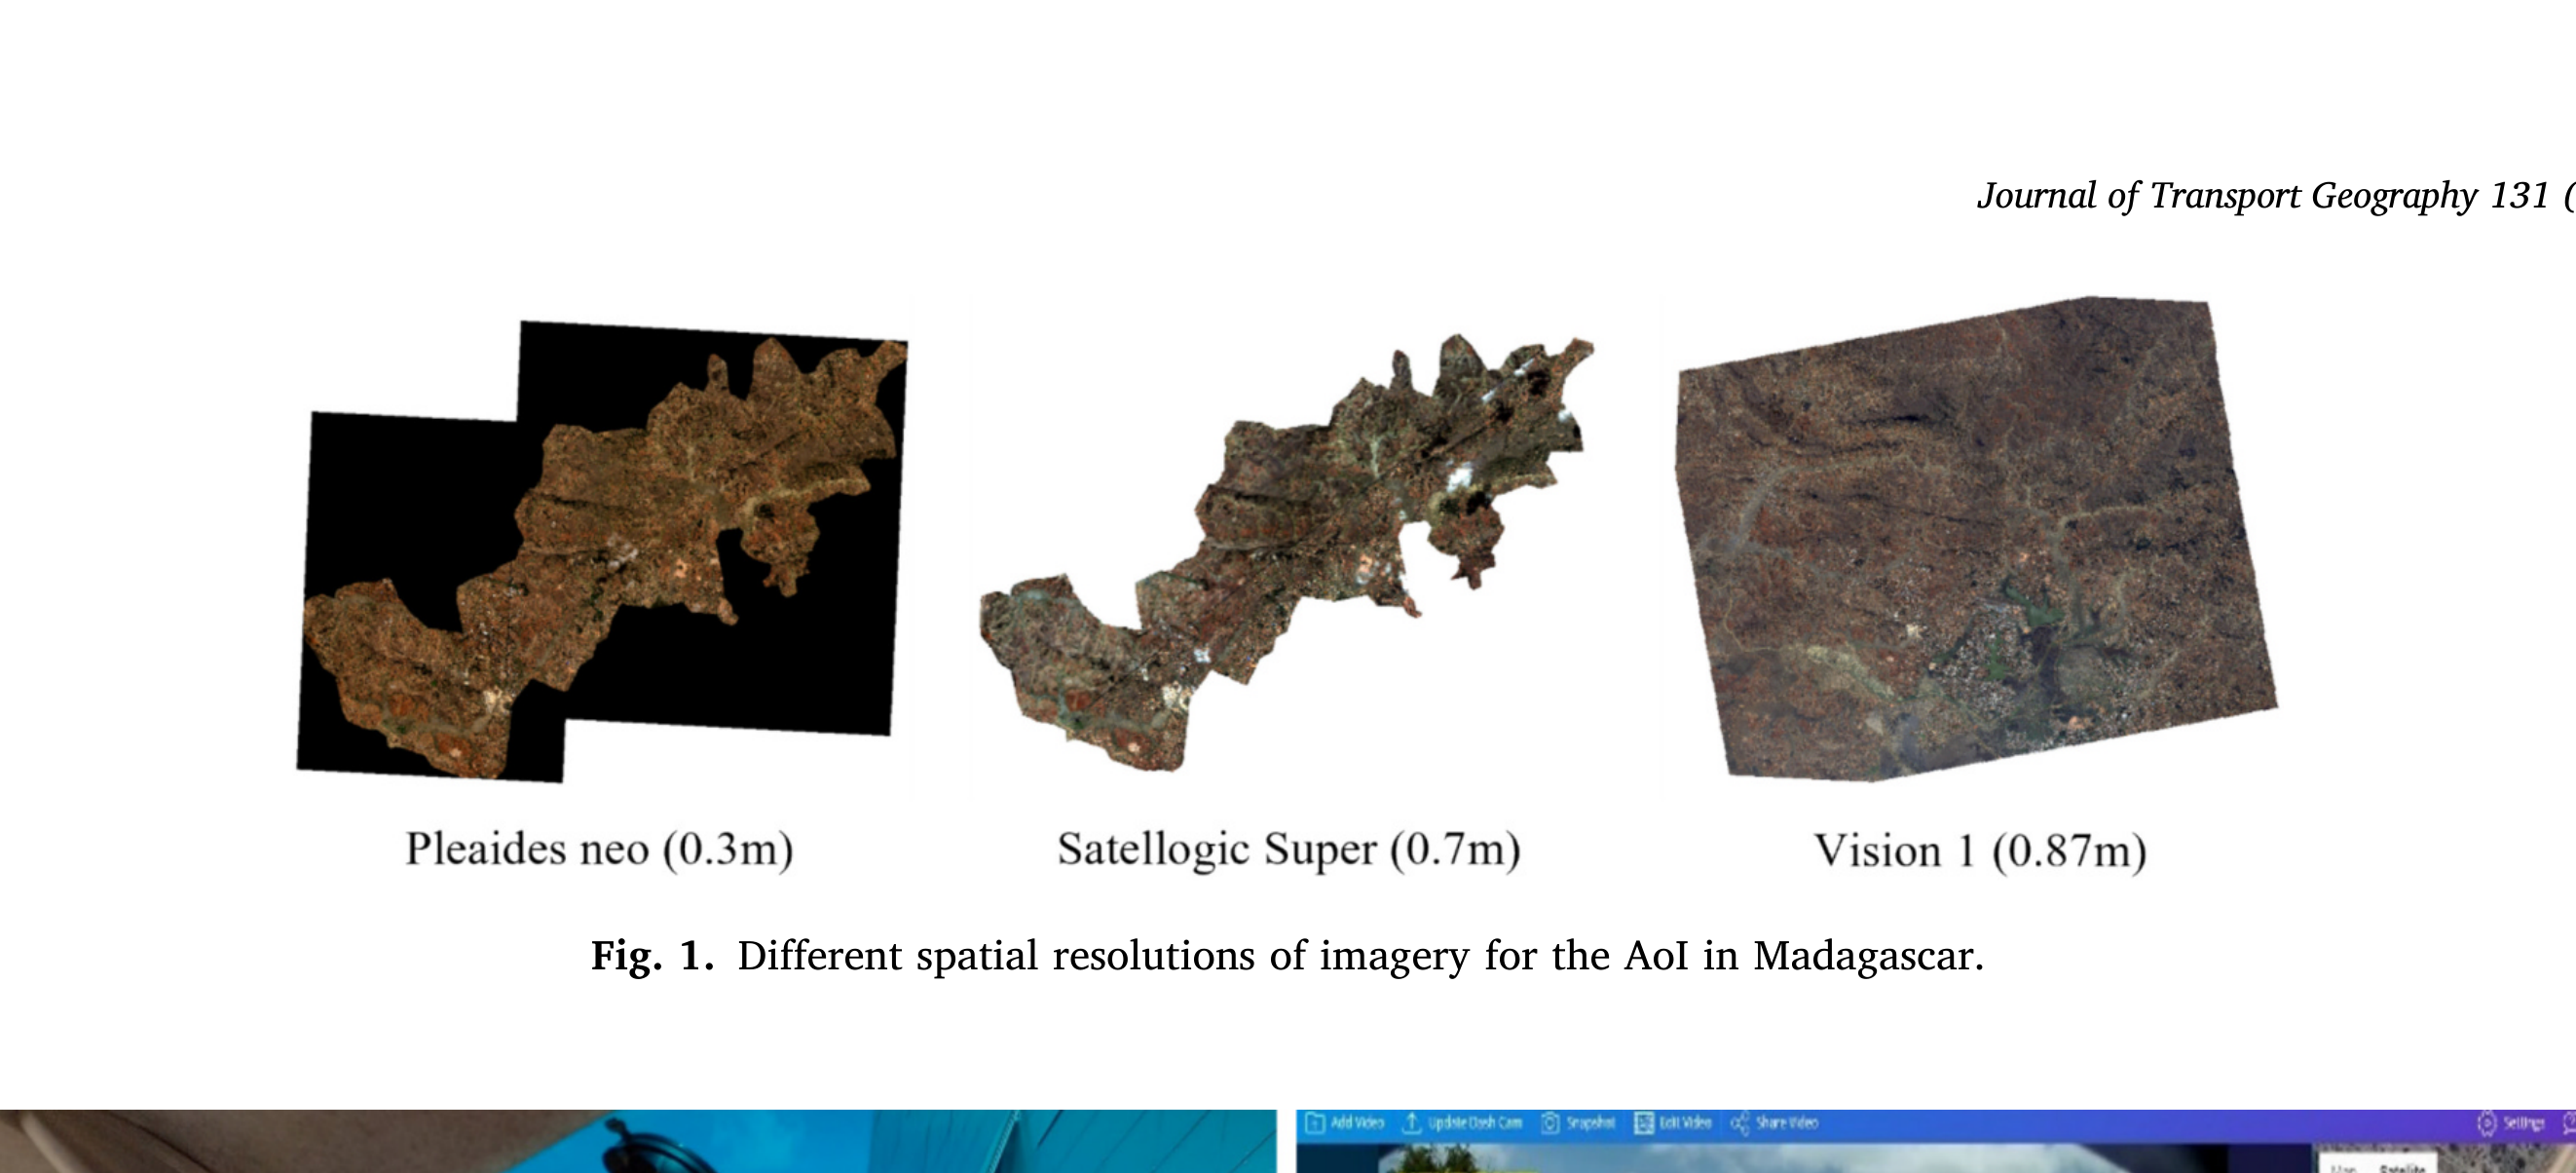 Journal of Transport Geography 131 (
Pleaides neo (0.3m)
Satellogic Super (0.7m)
Vision 1 (0.87m)
Fig. 1. Different spatial resolutions of imagery for the AoI in Madagascar.
Add Video Update Dash Cam Snapshot Edit Video Share Video Settings
Map Satellite